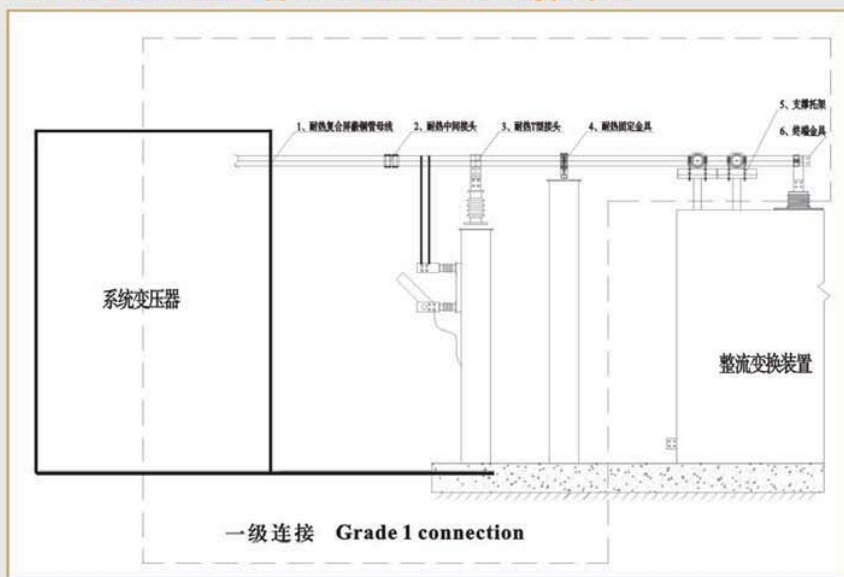 1、耐热复合屏蔽铜管母线
2、耐热中间接头
3、耐热T型接头
4、耐热固定金具
5、支撑托架
6、终端金具
系统变压器
整流变换装置
一级连接 Grade 1 connection